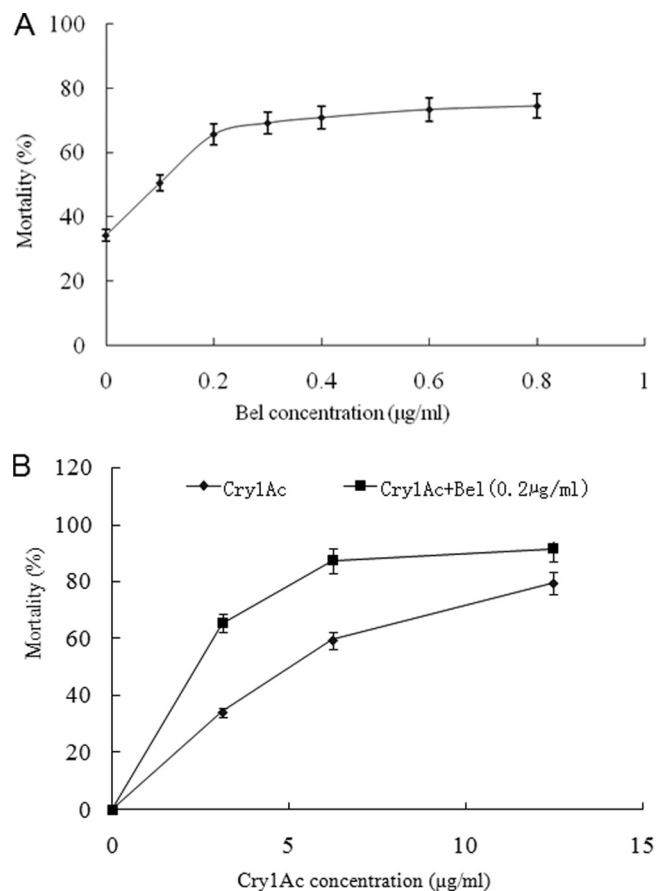 A
100
80
60
40
20
0
Mortality (%)
0 0.2 0.4 0.6 0.8 1
Bel concentration (μg/ml)
B
120
100
80
60
40
20
0
Mortality (%)
Cry1Ac Cry1Ac+Bel(0.2μg/ml)
0 5 10 15
Cry1Ac concentration (μg/ml)